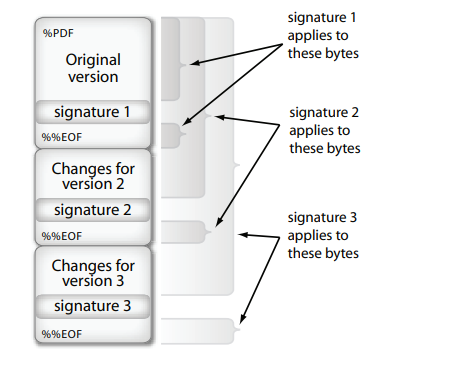 %PDF
Original
version
signature 1
%%EOF
Changes for
version 2
signature 2
%%EOF
Changes for
version 3
signature 3
%%EOF
signature 1
applies to
these bytes
signature 2
applies to
these bytes
signature 3
applies to
these bytes